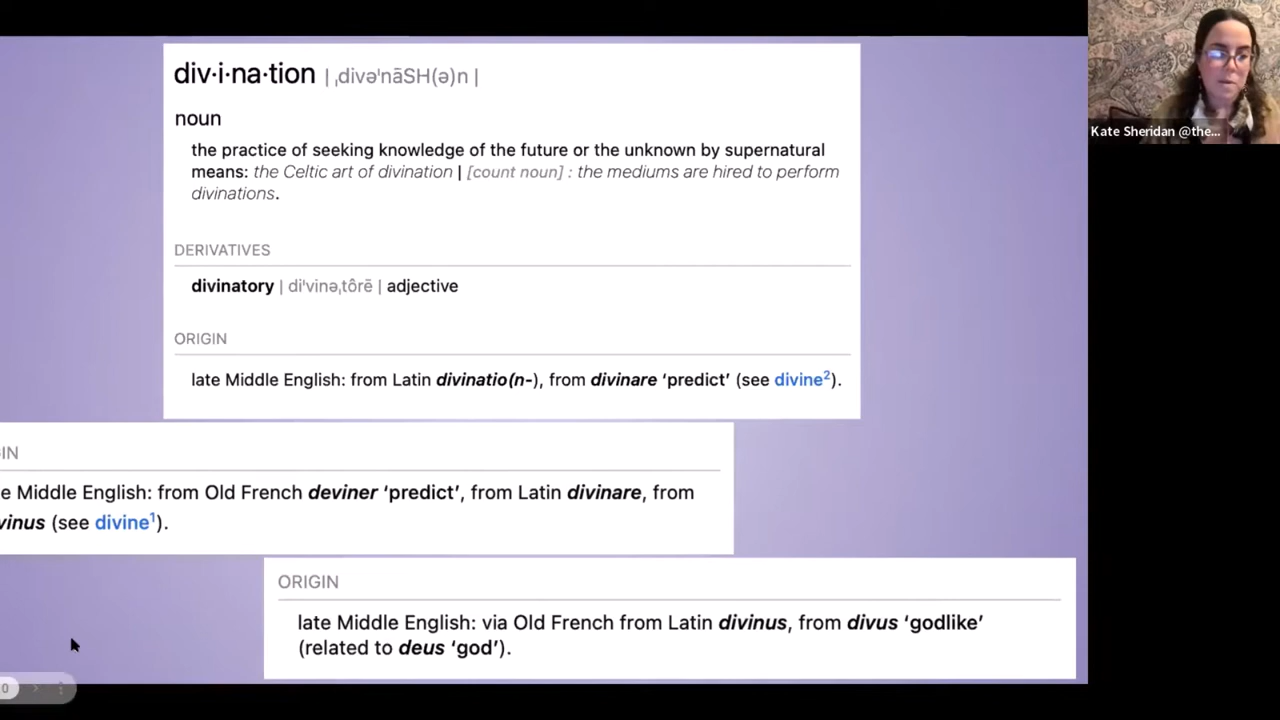 div·i·na·tion | ˌdivəˈnāSH(ə)n |
noun
the practice of seeking knowledge of the future or the unknown by supernatural
means: the Celtic art of divination | [count noun] : the mediums are hired to perform
divinations.
DERIVATIVES
divinatory | diˈvinəˌtôrē | adjective
ORIGIN
late Middle English: from Latin divinatio(n-), from divinare ‘predict’ (see divine2).
IN
e Middle English: from Old French deviner ‘predict’, from Latin divinare, from
vinus (see divine1).
ORIGIN
late Middle English: via Old French from Latin divinus, from divus ‘godlike’
(related to deus ‘god’).
0
Kate Sheridan @the...